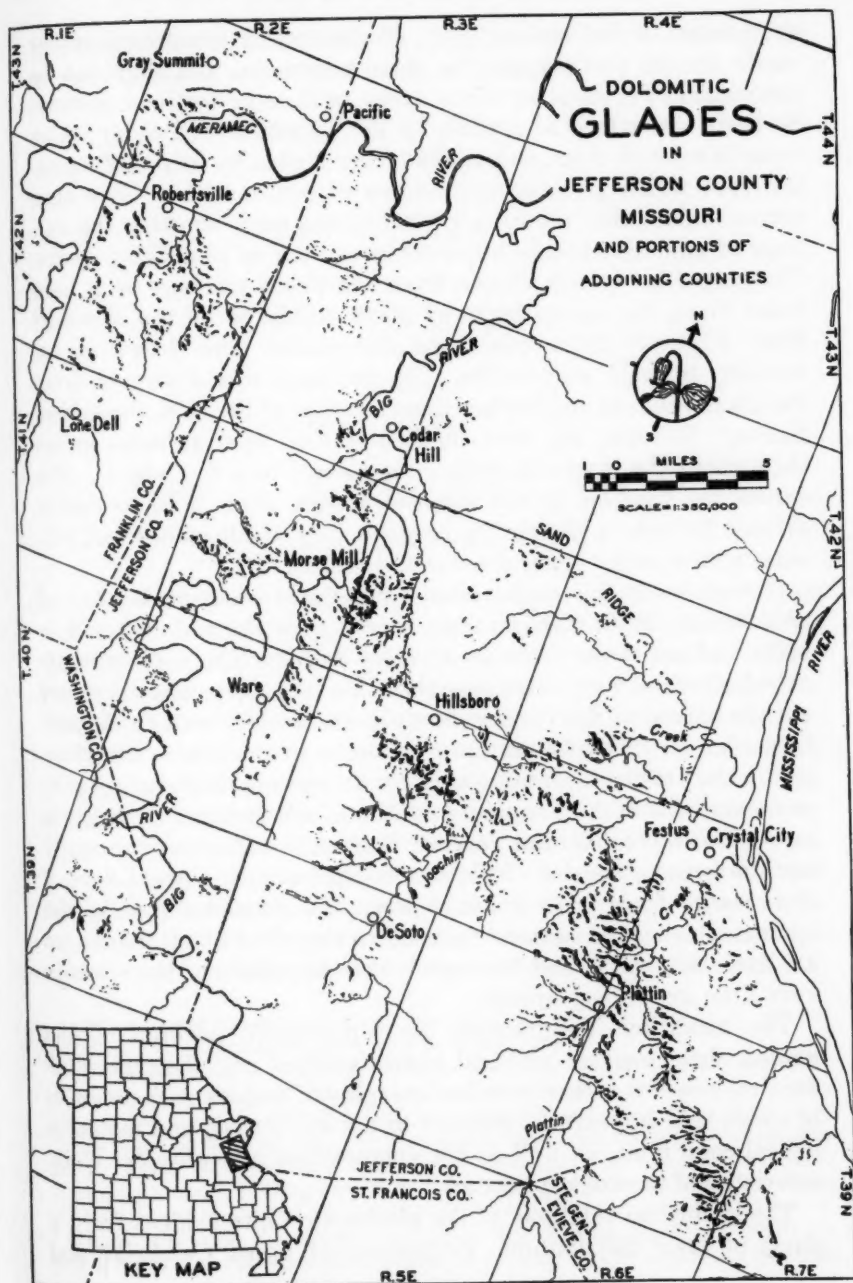 R.1E
R.2E
R.3E
R.4E
T.43N
Gray Summit
Pacific
MERAMEC
RIVER
DOLOMITIC
GLADES
IN
JEFFERSON COUNTY
MISSOURI
AND PORTIONS OF
ADJOINING COUNTIES
T.44N
Robertsville
T.42N
N
S
T.43N
BIG
RIVER
Lone Dell
T.41N
Cedar
Hill
1 0 MILES 5
SCALE=1:350,000
FRANKLIN CO.
JEFFERSON CO.
SAND
RIDGE
T.42N
Morse Mill
T.40N
WASHINGTON CO.
Ware
Hillsboro
Creek
MISSISSIPPI
RIVER
RIVER
BIG
Festus
Crystal City
T.39N
Joachim
Creek
DeSoto
Plattin
Plattin
JEFFERSON CO.
ST. FRANCOIS CO.
STE. GEN-
EVIEVE CO.
T.39N
KEY MAP
R.5E
R.6E
R.7E